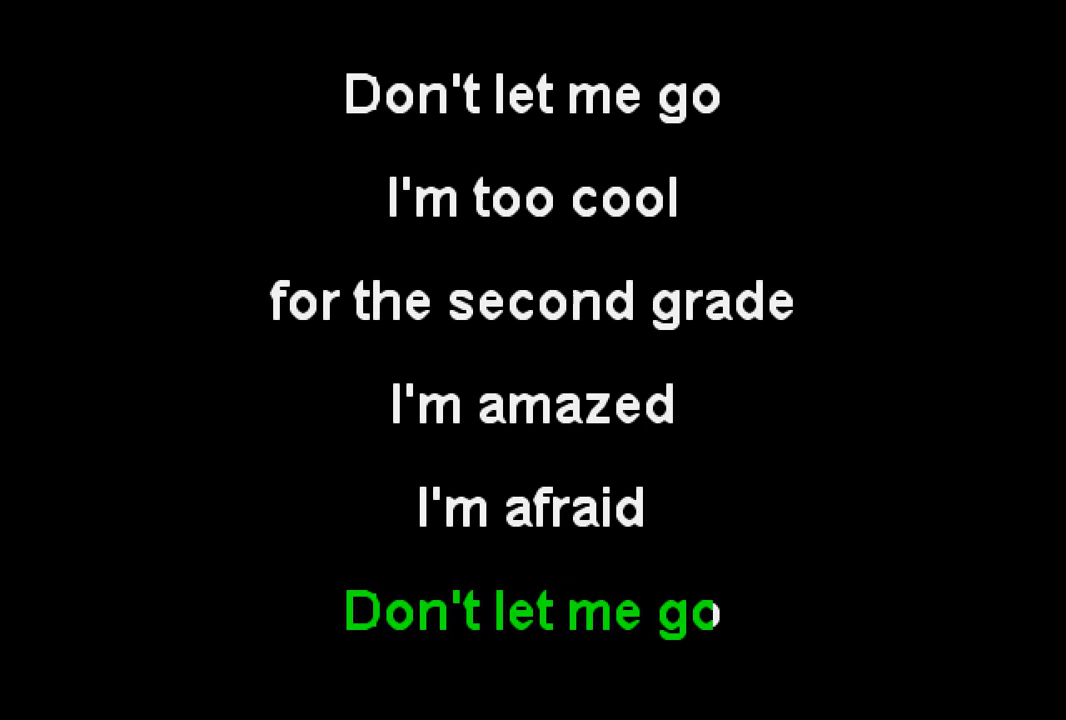 Don't let me go
I'm too cool
for the second grade
I'm amazed
I'm afraid
Don't let me go